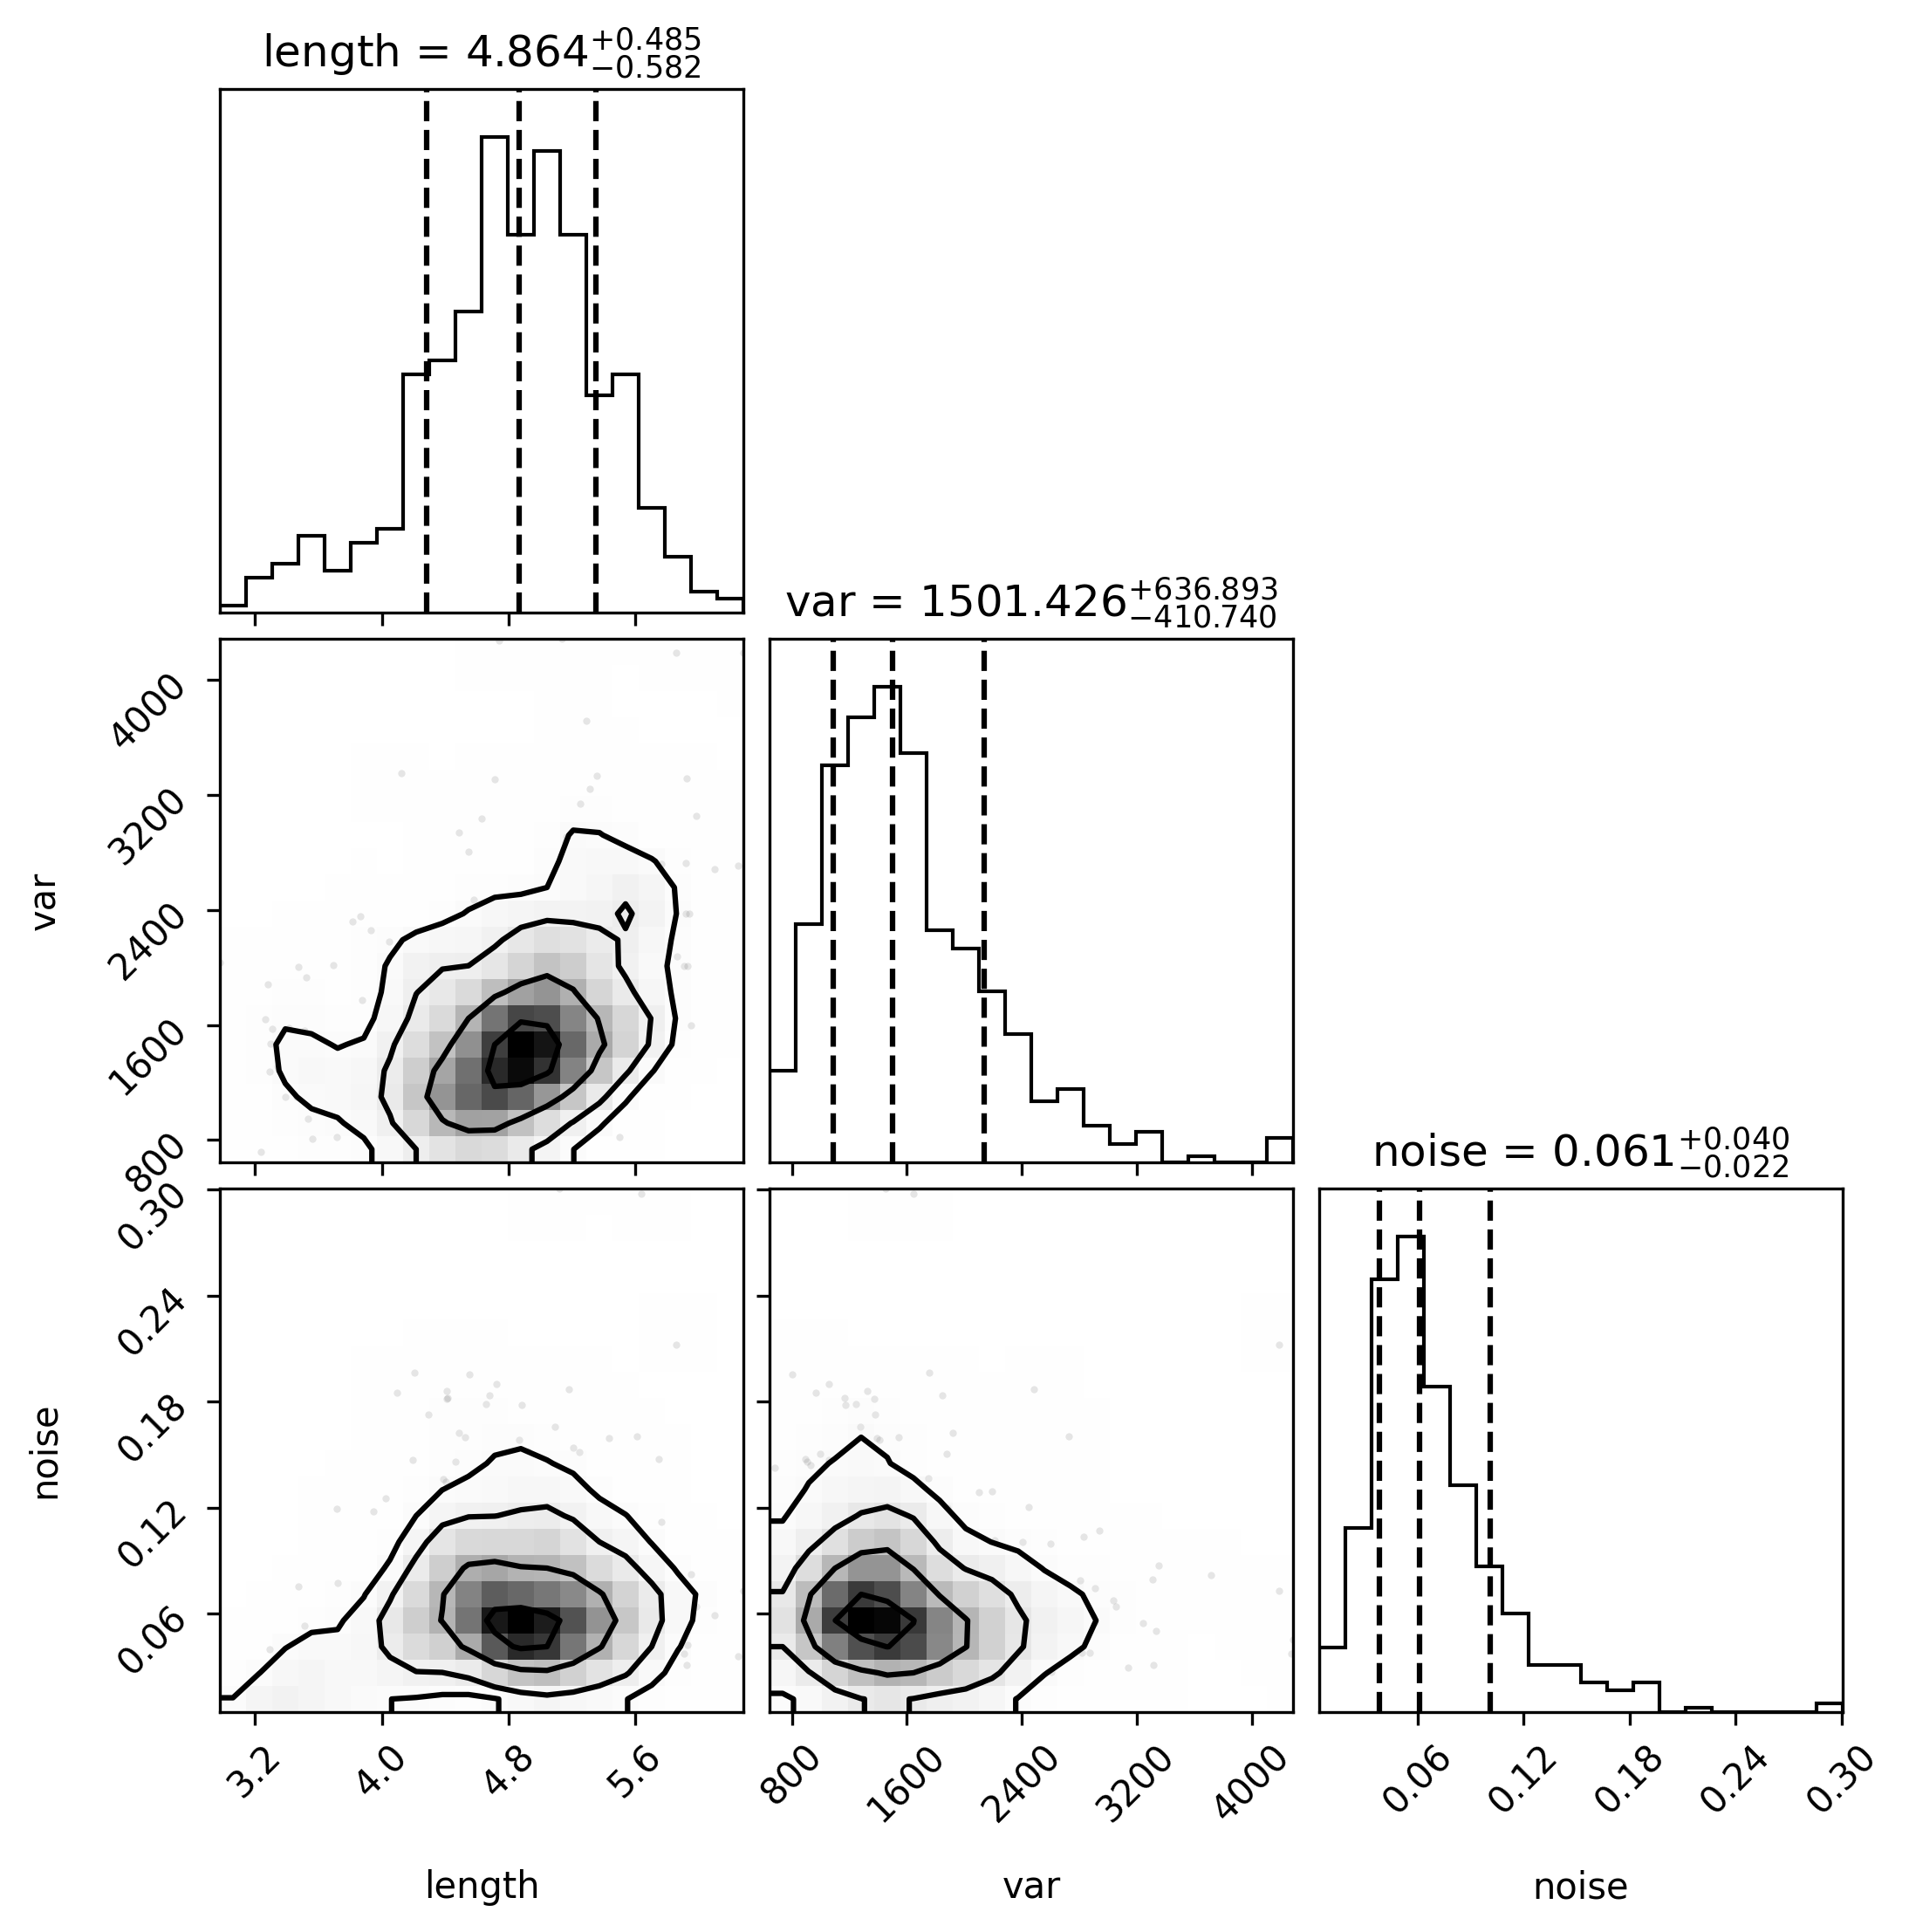 length = 4.864+0.485−0.582
var = 1501.426+636.893−410.740
4000
3200
2400
1600
800
var
noise = 0.061+0.040−0.022
0.30
0.24
0.18
0.12
0.06
noise
3.2 4.0 4.8 5.6
800 1600 2400 3200 4000
0.06 0.12 0.18 0.24 0.30
length var noise